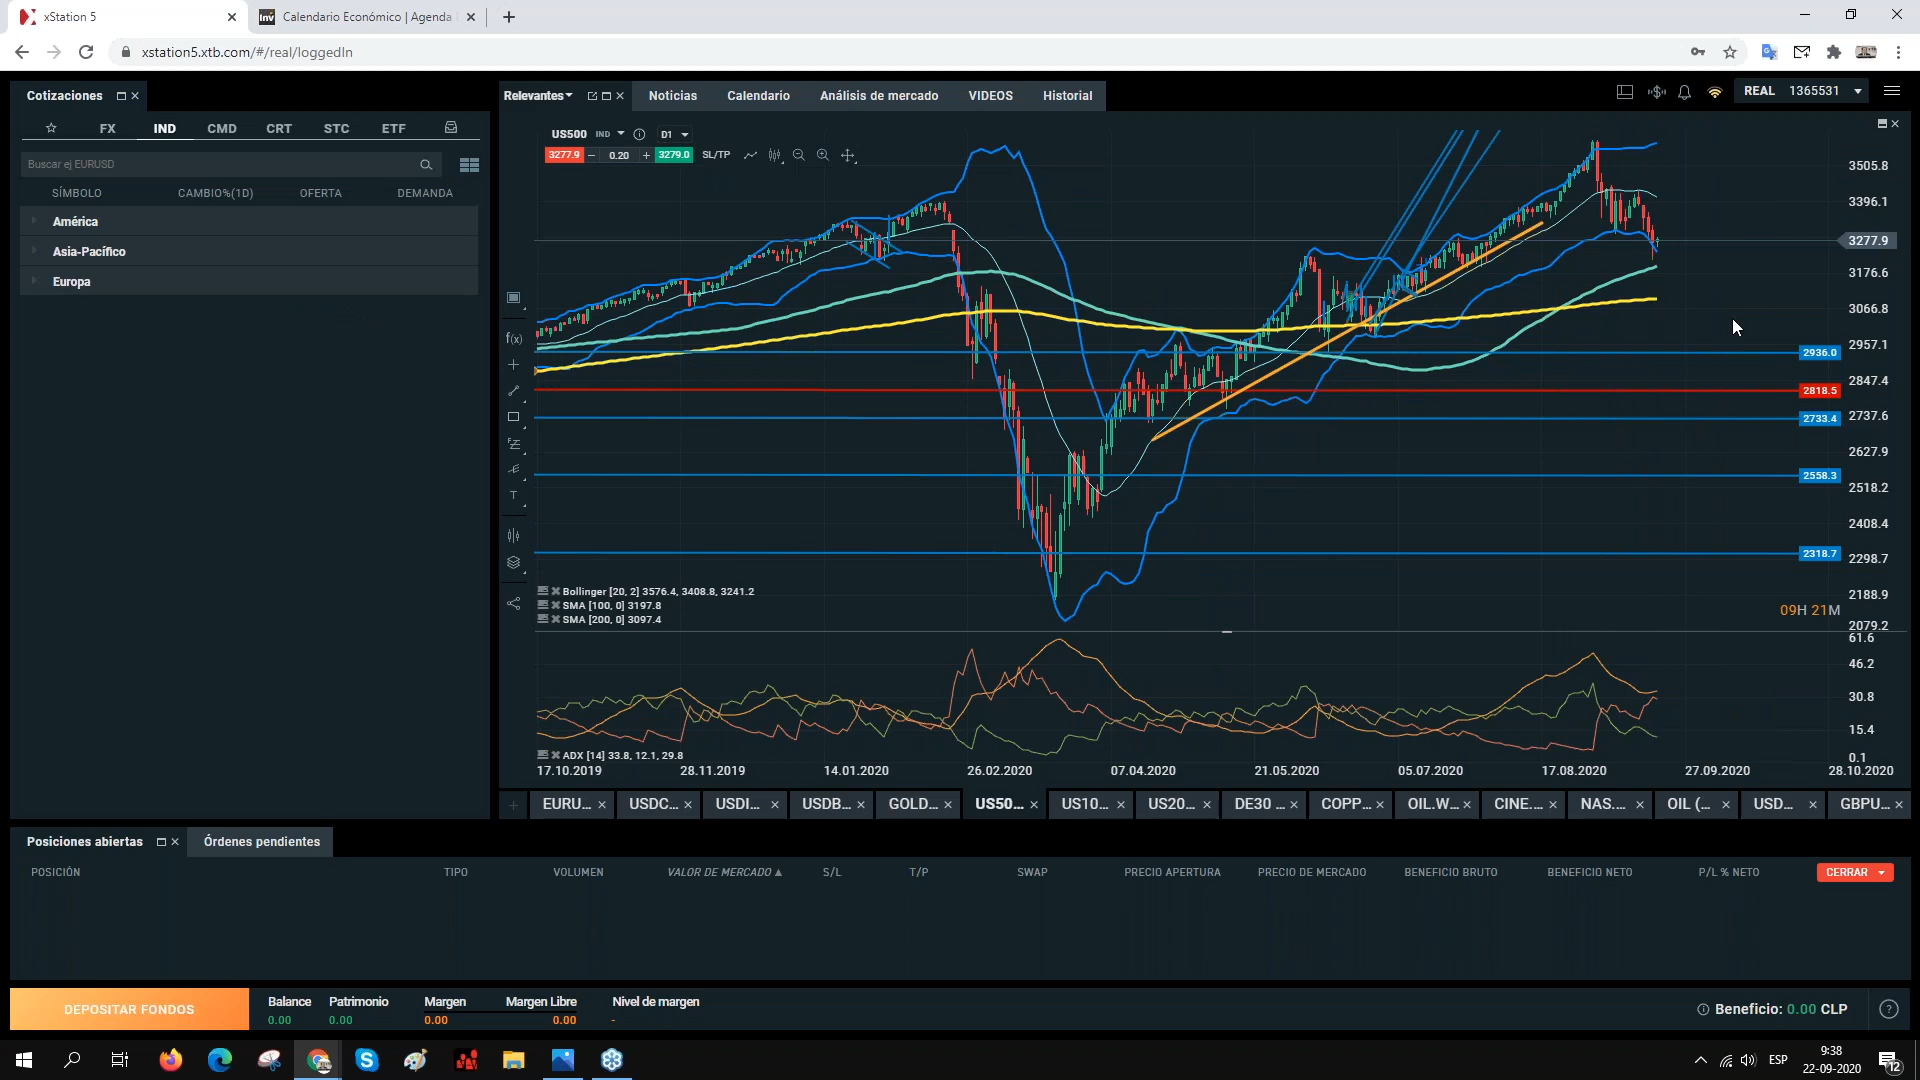 xStation 5
Calendario Económico | Agenda
xstation5.xtb.com/#/real/loggedIn
Cotizaciones
Relevantes
Noticias
Calendario
Análisis de mercado
VIDEOS
Historial
REAL 1365531
FX
IND
CMD
CRT
STC
ETF
Buscar ej EURUSD
SÍMBOLO
CAMBIO%(1D)
OFERTA
DEMANDA
América
Asia-Pacífico
Europa
US500 IND
D1
3277.9 − 0.20 + 3279.0 SL/TP
f(x)
T
3505.8
3396.1
3277.9
3176.6
3066.8
2957.1
2936.0
2847.4
2818.5
2737.6
2733.4
2627.9
2558.3
2518.2
2408.4
2318.7
2298.7
2188.9
2079.2
09H 21M
Bollinger [20, 2] 3576.4, 3408.8, 3241.2
SMA [100, 0] 3197.8
SMA [200, 0] 3097.4
61.6
46.2
30.8
15.4
0.1
ADX [14] 33.8, 12.1, 29.8
17.10.2019
28.11.2019
14.01.2020
26.02.2020
07.04.2020
21.05.2020
05.07.2020
17.08.2020
27.09.2020
28.10.2020
EURU...
USDC...
USDI...
USDB...
GOLD...
US50...
US10...
US20...
DE30 ...
COPP...
OIL.W...
CINE....
NAS....
OIL (...
USD...
GBPU...
Posiciones abiertas
Órdenes pendientes
POSICIÓN
TIPO
VOLUMEN
VALOR DE MERCADO
S/L
T/P
SWAP
PRECIO APERTURA
PRECIO DE MERCADO
BENEFICIO BRUTO
BENEFICIO NETO
P/L % NETO
CERRAR
DEPOSITAR FONDOS
Balance
0.00
Patrimonio
0.00
Margen
0.00
Margen Libre
0.00
Nivel de margen
-
Beneficio: 0.00 CLP
ESP
9:38
22-09-2020
12